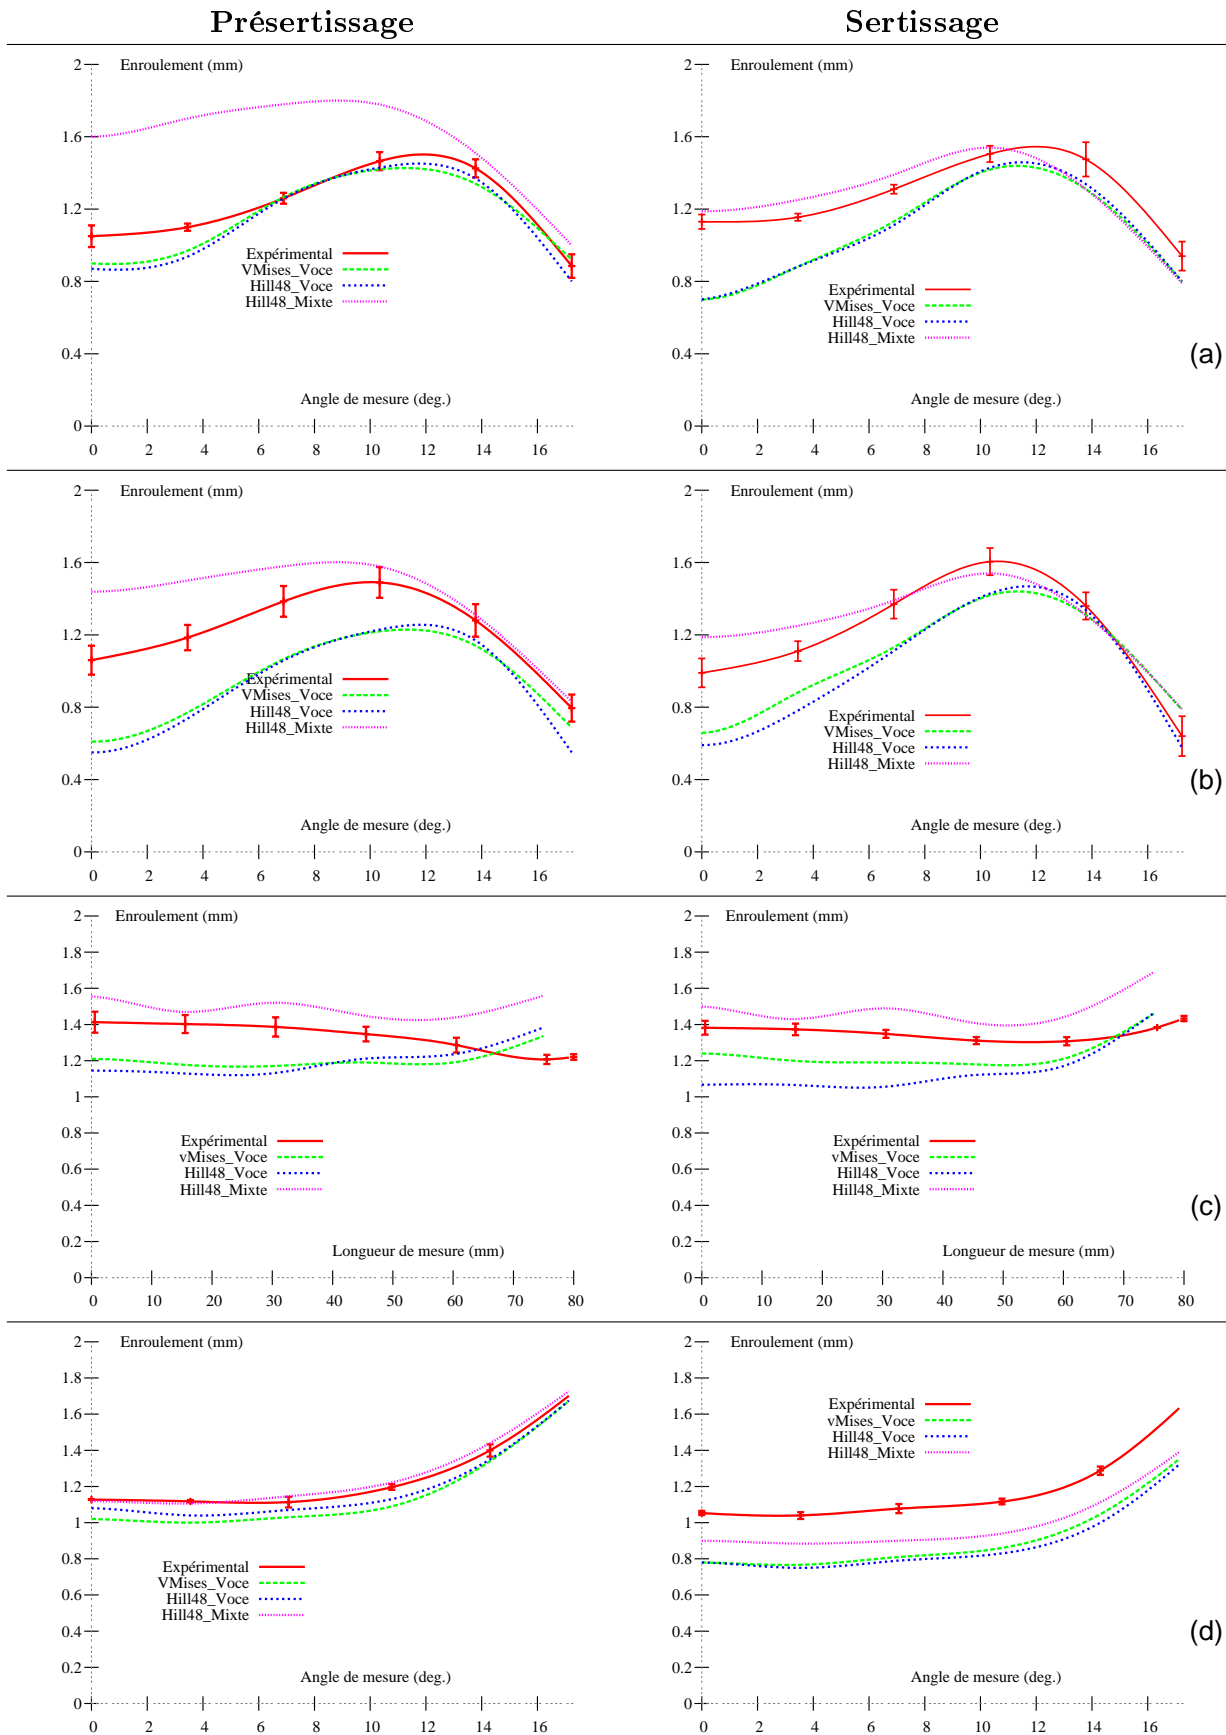 Présertissage
Sertissage
Enroulement (mm)
2
1.6
1.2
0.8
0.4
0
Expérimental
VMises_Voce
Hill48_Voce
Hill48_Mixte
Angle de mesure (deg.)
0 2 4 6 8 10 12 14 16
Enroulement (mm)
2
1.6
1.2
0.8
0.4
0
Expérimental
VMises_Voce
Hill48_Voce
Hill48_Mixte
Angle de mesure (deg.)
0 2 4 6 8 10 12 14 16
(a)
Enroulement (mm)
2
1.6
1.2
0.8
0.4
0
Expérimental
VMises_Voce
Hill48_Voce
Hill48_Mixte
Angle de mesure (deg.)
0 2 4 6 8 10 12 14 16
Enroulement (mm)
2
1.6
1.2
0.8
0.4
0
Expérimental
VMises_Voce
Hill48_Voce
Hill48_Mixte
Angle de mesure (deg.)
0 2 4 6 8 10 12 14 16
(b)
Enroulement (mm)
2
1.8
1.6
1.4
1.2
1
0.8
0.6
0.4
0.2
0
Expérimental
vMises_Voce
Hill48_Voce
Hill48_Mixte
Longueur de mesure (mm)
0 10 20 30 40 50 60 70 80
Enroulement (mm)
2
1.8
1.6
1.4
1.2
1
0.8
0.6
0.4
0.2
0
Expérimental
vMises_Voce
Hill48_Voce
Hill48_Mixte
Longueur de mesure (mm)
0 10 20 30 40 50 60 70 80
(c)
Enroulement (mm)
2
1.8
1.6
1.4
1.2
1
0.8
0.6
0.4
0.2
0
Expérimental
VMises_Voce
Hill48_Voce
Hill48_Mixte
Angle de mesure (deg.)
0 2 4 6 8 10 12 14 16
Enroulement (mm)
2
1.8
1.6
1.4
1.2
1
0.8
0.6
0.4
0.2
0
Expérimental
vMises_Voce
Hill48_Voce
Hill48_Mixte
Angle de mesure (deg.)
0 2 4 6 8 10 12 14 16
(d)